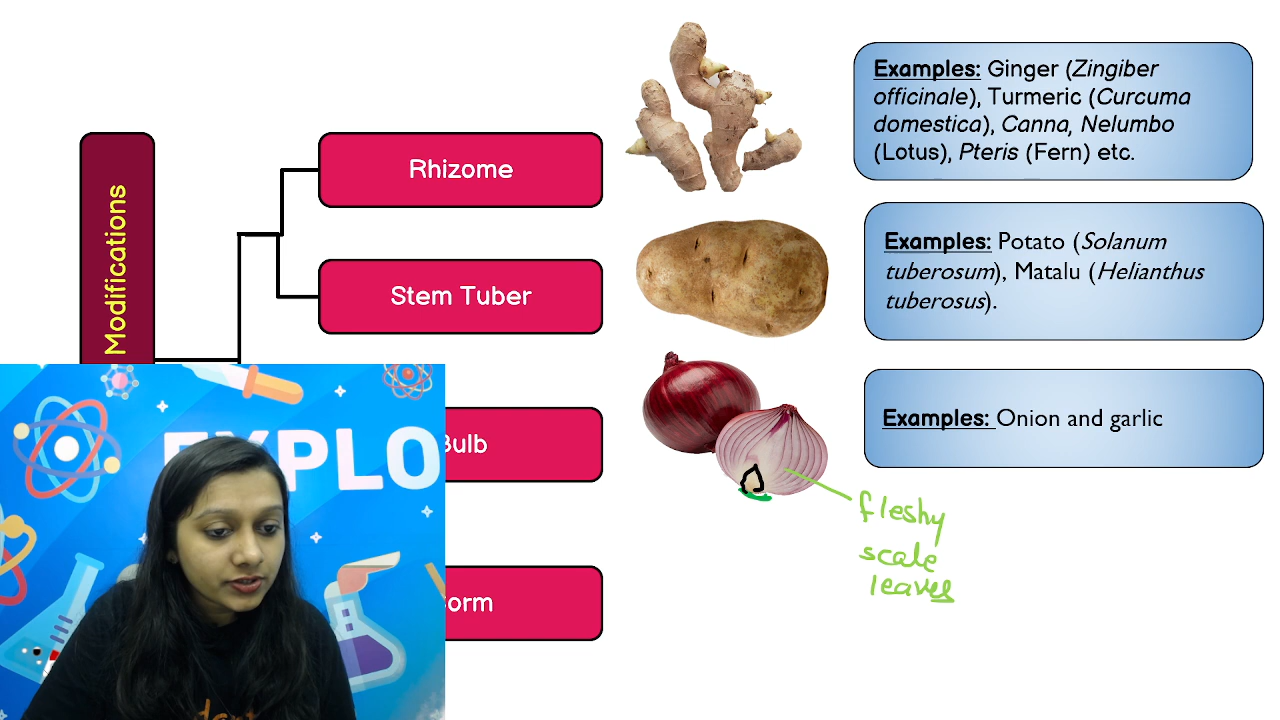 Modifications
Rhizome
Examples: Ginger (Zingiber
officinale), Turmeric (Curcuma
domestica), Canna, Nelumbo
(Lotus), Pteris (Fern) etc.
Stem Tuber
Examples: Potato (Solanum
tuberosum), Matalu (Helianthus
tuberosus).
Bulb
Examples: Onion and garlic
fleshy
scale
leaves
orm
EXPLO